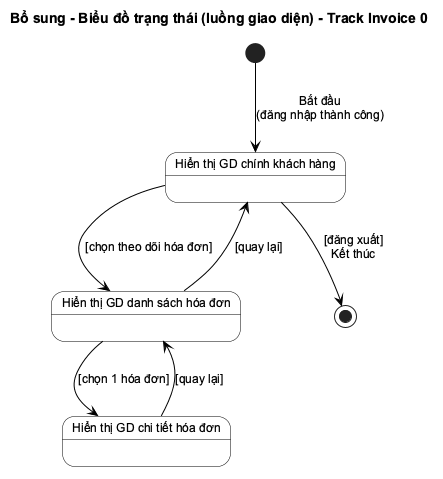 Bổ sung - Biểu đồ trạng thái (luồng giao diện) - Track Invoice 0
Bắt đầu
(đăng nhập thành công)
Hiển thị GD chính khách hàng
[chọn theo dõi hóa đơn]
[quay lại]
[đăng xuất]
Kết thúc
Hiển thị GD danh sách hóa đơn
[chọn 1 hóa đơn]
[quay lại]
Hiển thị GD chi tiết hóa đơn